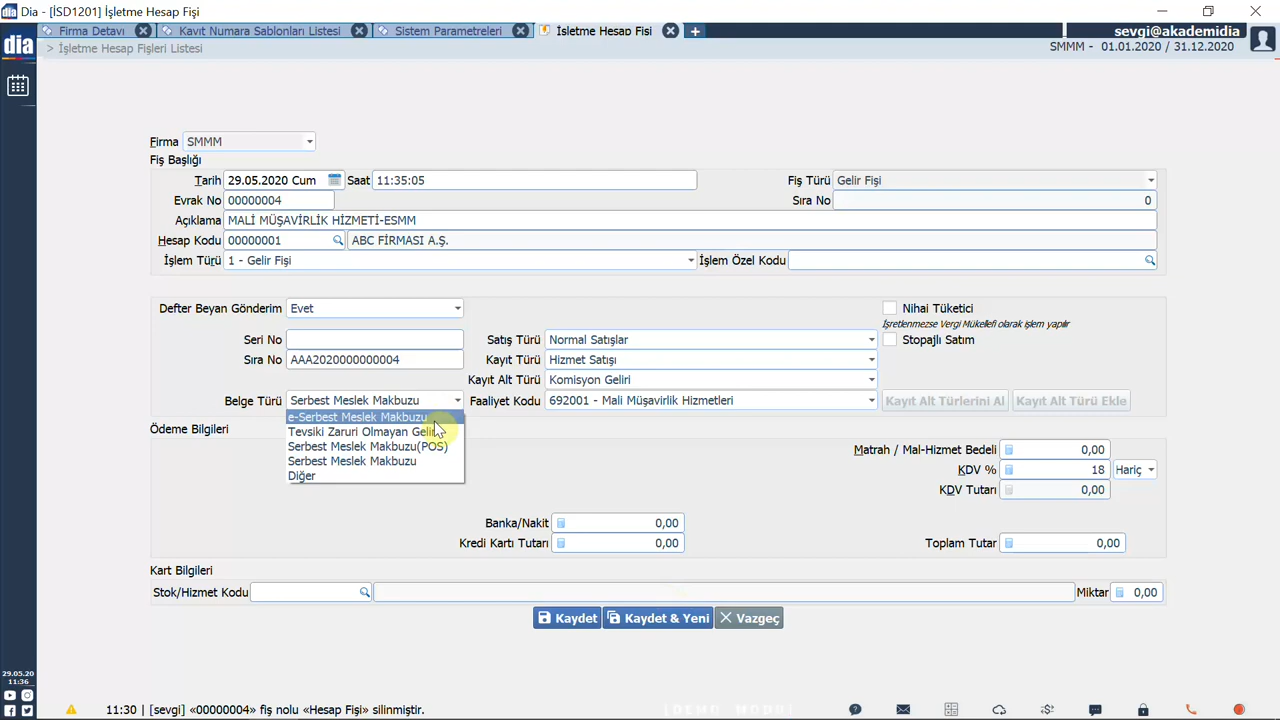 Dia - [İSD1201] İşletme Hesap Fişi
Firma Detayı
Kayıt Numara Şablonları Listesi
Sistem Parametreleri
İşletme Hesap Fişi
sevgi@akademidia
dia
> İşletme Hesap Fişleri Listesi
SMMM - 01.01.2020 / 31.12.2020
Firma SMMM
Fiş Başlığı
Tarih 29.05.2020 Cum Saat 11:35:05 Fiş Türü Gelir Fişi
Evrak No 00000004 Sıra No 0
Açıklama MALİ MÜŞAVİRLİK HİZMETİ-ESMM
Hesap Kodu 00000001 ABC FİRMASI A.Ş.
İşlem Türü 1 - Gelir Fişi İşlem Özel Kodu
Defter Beyan Gönderim Evet Nihai Tüketici
İşretlenmezse Vergi Mükellefi olarak işlem yapılır
Seri No Satış Türü Normal Satışlar Stopajlı Satım
Sıra No AAA2020000000004 Kayıt Türü Hizmet Satışı
Kayıt Alt Türü Komisyon Geliri
Belge Türü Serbest Meslek Makbuzu Faaliyet Kodu 692001 - Mali Müşavirlik Hizmetleri Kayıt Alt Türlerini Al Kayıt Alt Türü Ekle
e-Serbest Meslek Makbuzu
Tevsiki Zaruri Olmayan Gelir
Serbest Meslek Makbuzu(POS)
Serbest Meslek Makbuzu
Diğer
Ödeme Bilgileri
Matrah / Mal-Hizmet Bedeli 0,00
KDV % 18 Hariç
KDV Tutarı 0,00
Banka/Nakit 0,00
Kredi Kartı Tutarı 0,00 Toplam Tutar 0,00
Kart Bilgileri
Stok/Hizmet Kodu Miktar 0,00
Kaydet Kaydet & Yeni Vazgeç
29.05.20
11:36
11:30 | [sevgi] «00000004» fiş nolu «Hesap Fişi» silinmiştir.
[DEMO MODU]